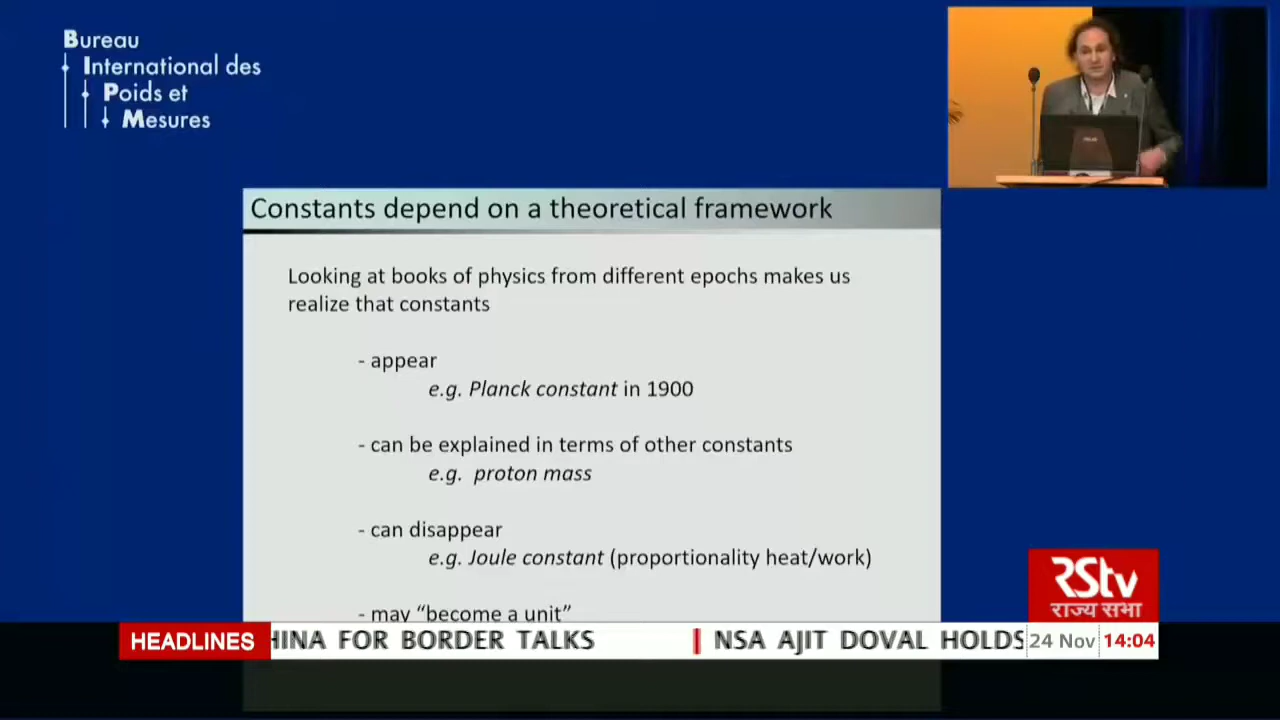 Bureau
International des
Poids et
Mesures
Constants depend on a theoretical framework
Looking at books of physics from different epochs makes us
realize that constants
- appear
e.g. Planck constant in 1900
- can be explained in terms of other constants
e.g. proton mass
- can disappear
e.g. Joule constant (proportionality heat/work)
- may “become a unit”
RStv
राज्य सभा
HEADLINES HINA FOR BORDER TALKS | NSA AJIT DOVAL HOLDS 24 Nov 14:04